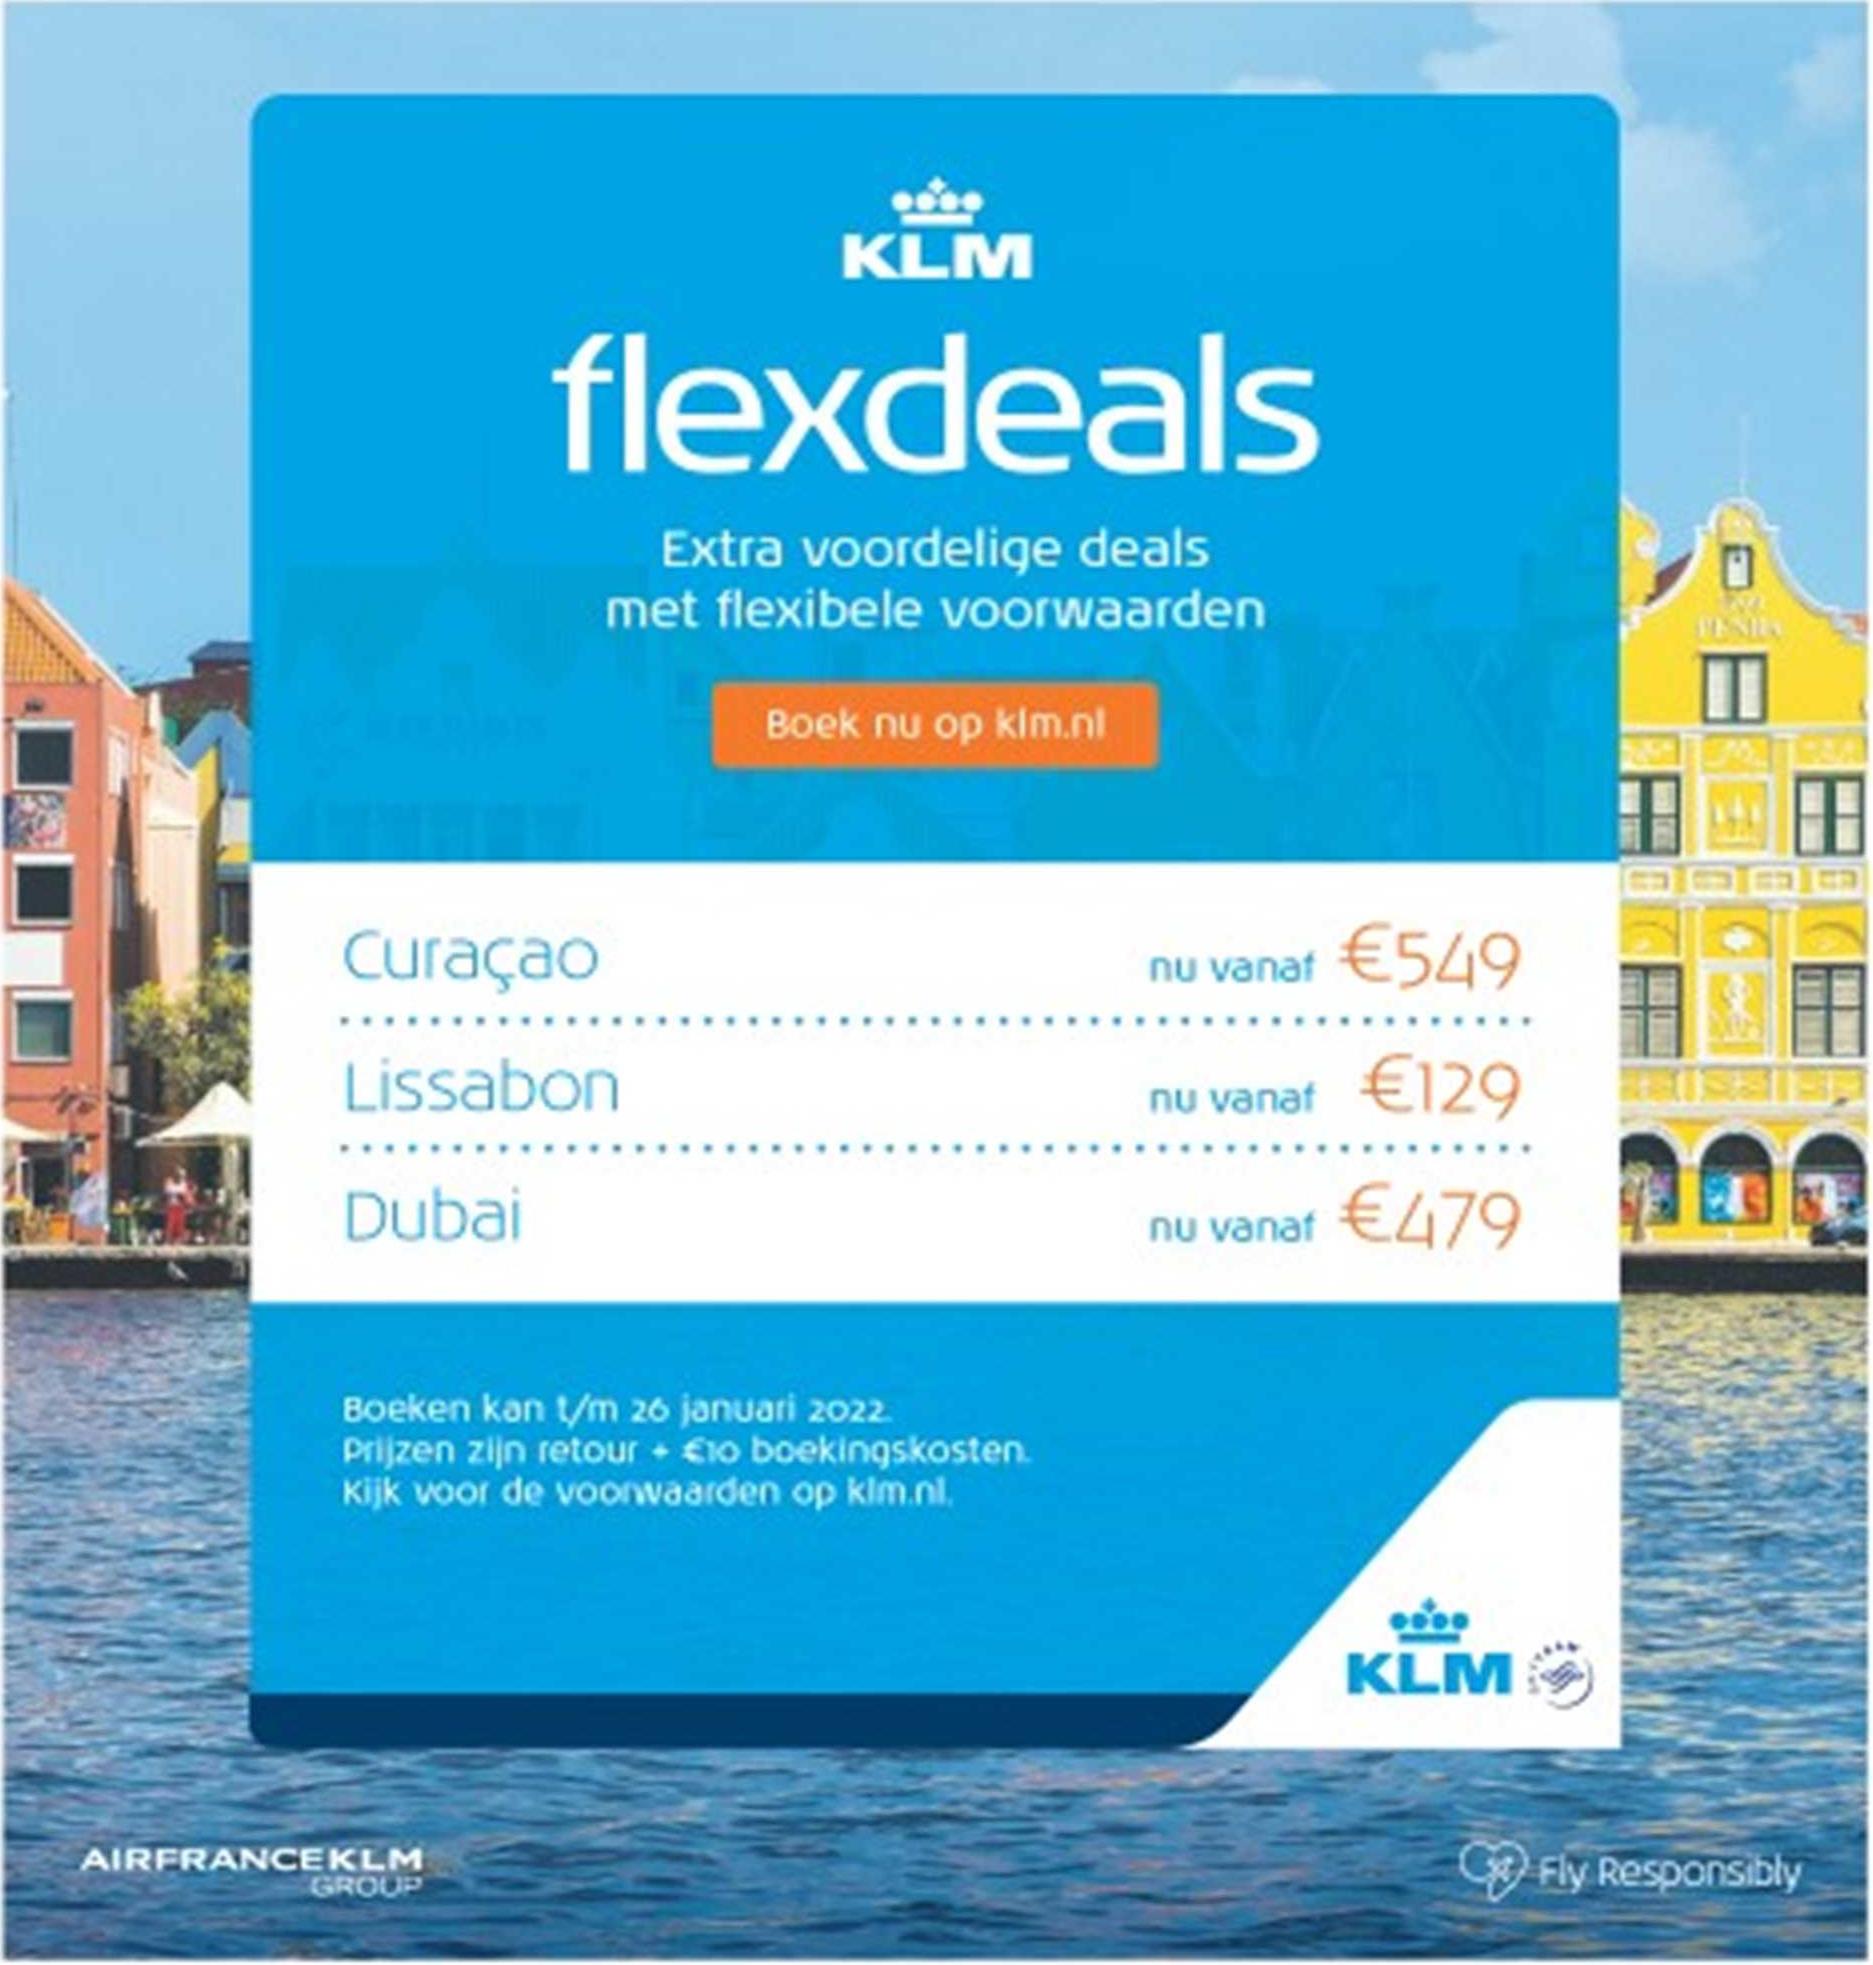 KLM
flexdeals
Extra voordelige deals
met flexibele voorwaarden
Boek nu op klm.nl
PENHA
Curaçao nu vanaf €549
Lissabon nu vanaf €129
Dubai nu vanaf €479
Boeken kan t/m 26 januari 2022.
Prijzen zijn retour + €10 boekingskosten.
Kijk voor de voorwaarden op klm.nl.
KLM
AIRFRANCEKLM
GROUP
Fly Responsibly